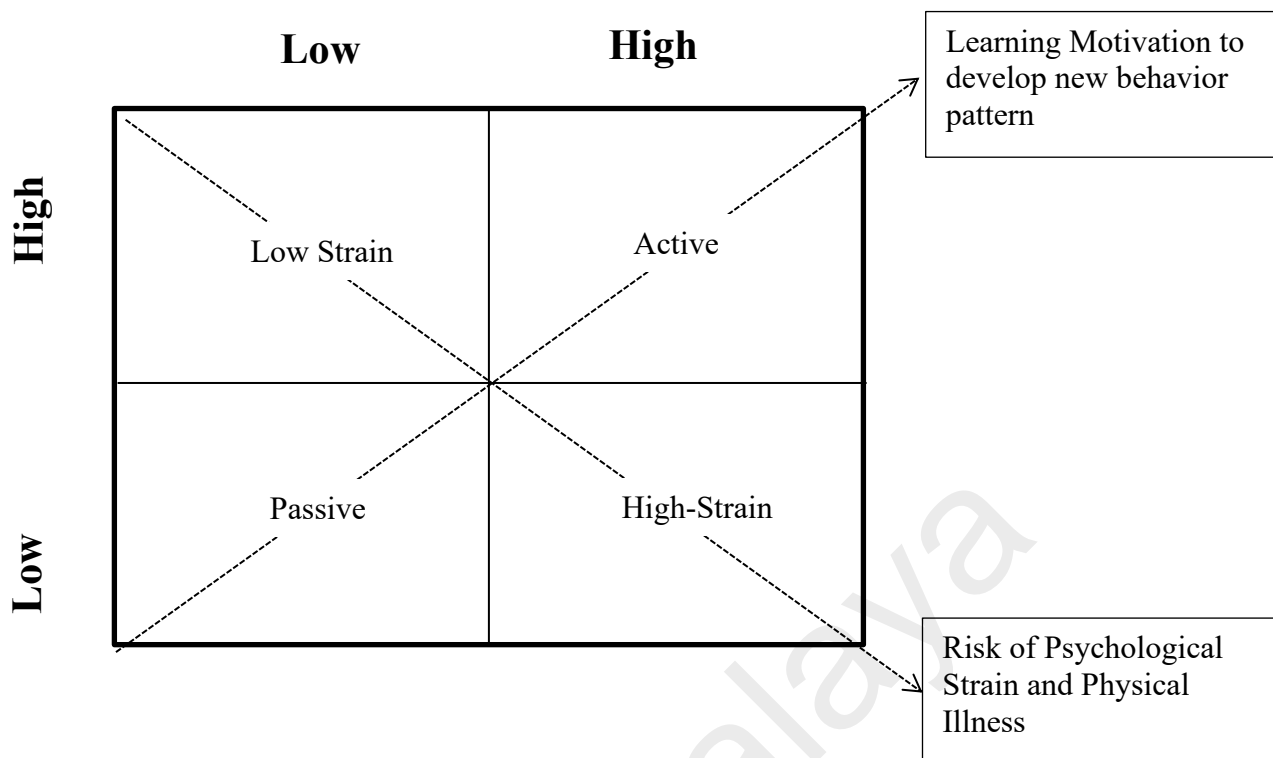 Low
High
Learning Motivation to
develop new behavior
pattern
High
Low Strain
Active
Passive
High-Strain
Low
Risk of Psychological
Strain and Physical
Illness
alaya